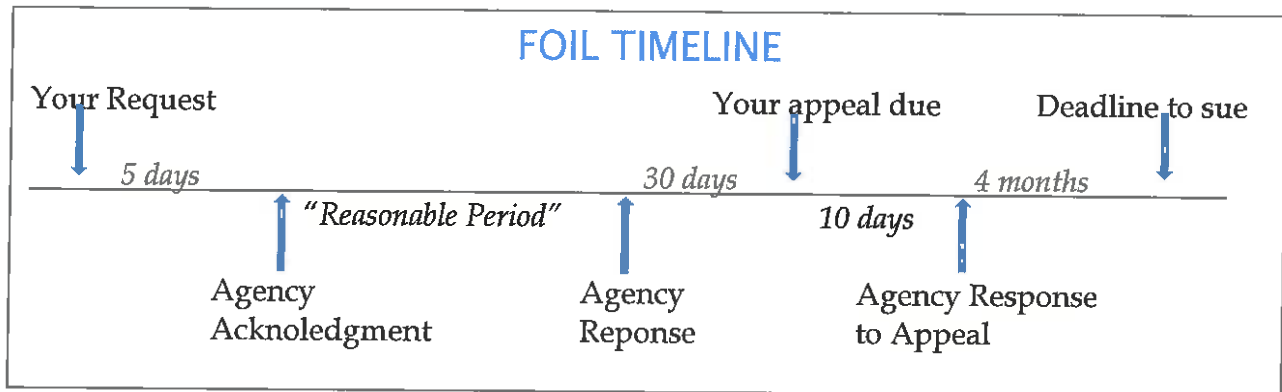 FOIL TIMELINE
Your Request
Your appeal due
Deadline to sue
5 days
30 days
4 months
"Reasonable Period"
10 days
Agency
Acknoledgment
Agency
Reponse
Agency Response
to Appeal